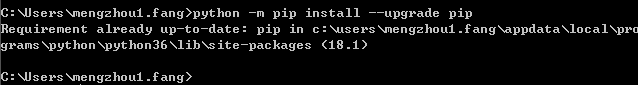 C:\Users\mengzhou1.fang>python -m pip install --upgrade pip
Requirement already up-to-date: pip in c:\users\mengzhou1.fang\appdata\local\pro
grams\python\python36\lib\site-packages (18.1)
C:\Users\mengzhou1.fang>